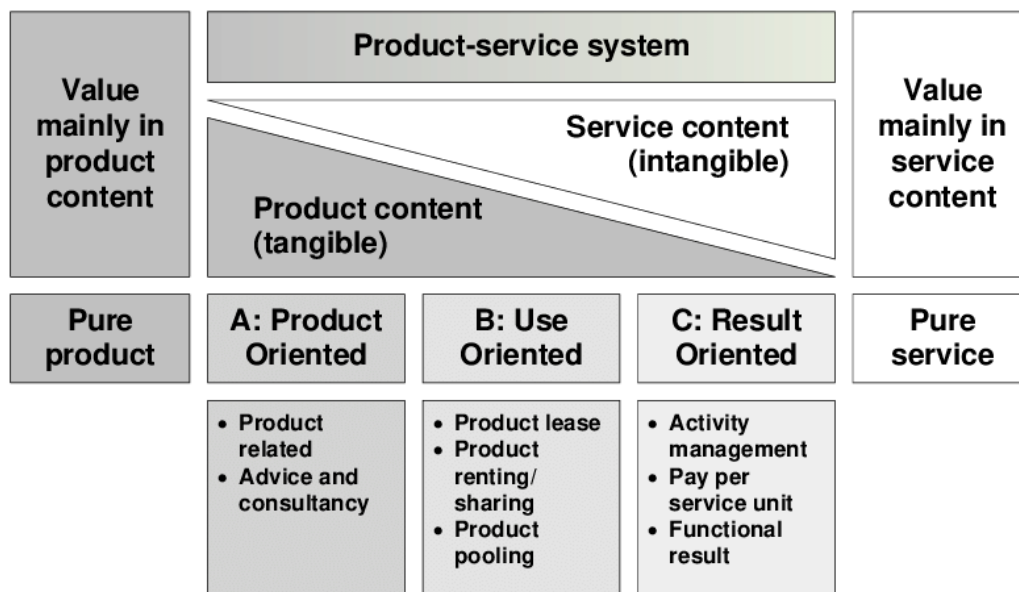 Value
mainly in
product
content
Product-service system
Service content
(intangible)
Product content
(tangible)
Value
mainly in
service
content
Pure
product
A: Product
Oriented
B: Use
Oriented
C: Result
Oriented
Pure
service
• Product
related
• Advice and
consultancy
• Product lease
• Product
renting/
sharing
• Product
pooling
• Activity
management
• Pay per
service unit
• Functional
result